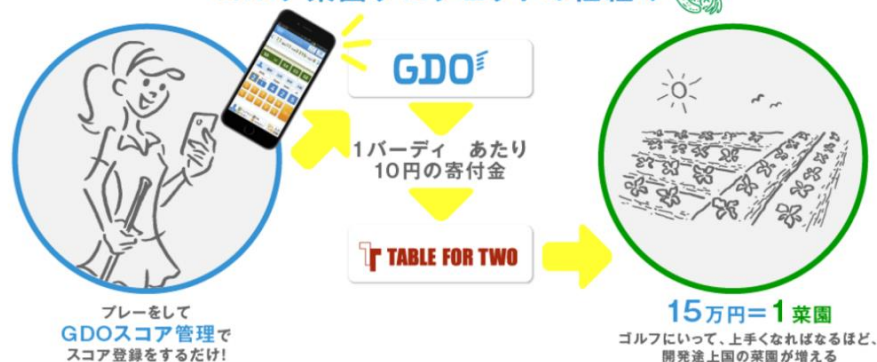 GDO
1バーディ あたり
10円の寄付金
TABLE FOR TWO
プレーをして
GDOスコア管理で
スコア登録をするだけ!
15万円=1菜園
ゴルフにいって、上手くなればなるほど、
開発途上国の菜園が増える